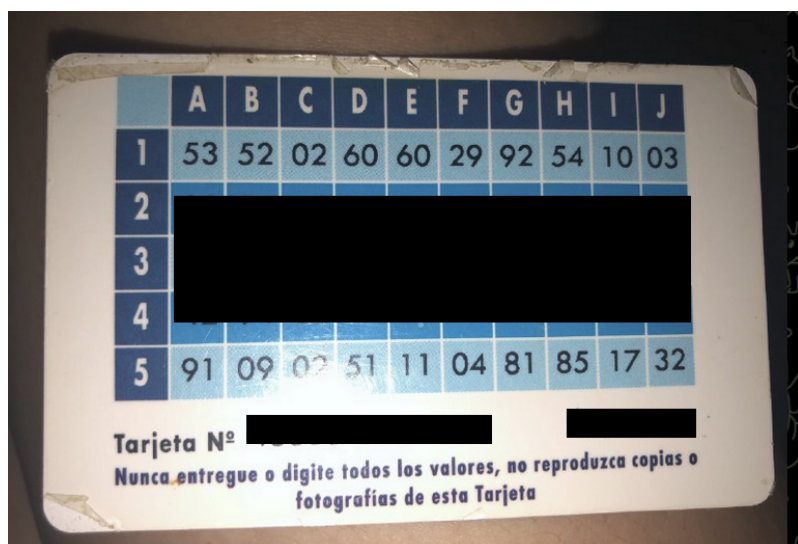 A B C D E F G H I J
1 53 52 02 60 60 29 92 54 10 03
2
3
4
5 91 09 51 11 04 81 85 17 32
Tarjeta Nº
Nunca entregue o digite todos los valores, no reproduzca copias o
fotografías de esta Tarjeta